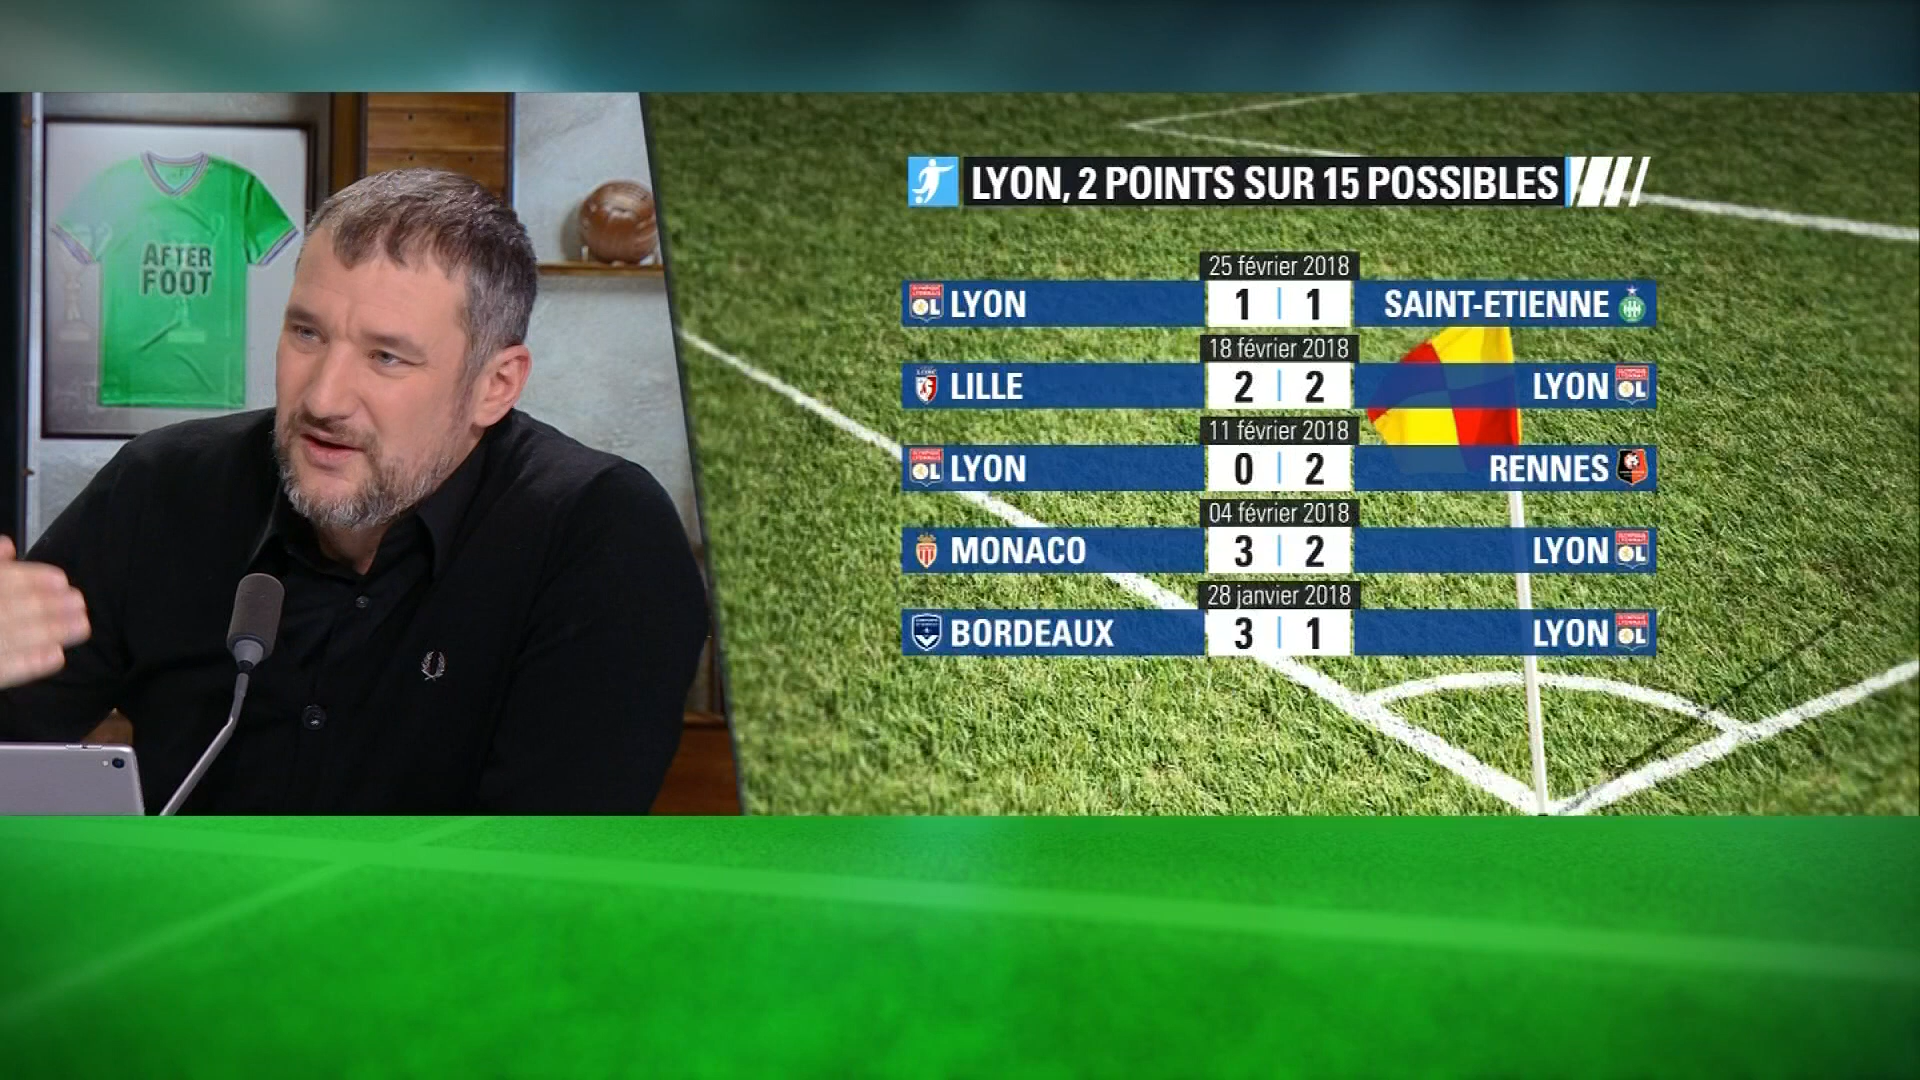 AFTER
FOOT
LYON, 2 POINTS SUR 15 POSSIBLES
25 février 2018
LYON 1 | 1 SAINT-ETIENNE
18 février 2018
LILLE 2 | 2 LYON
11 février 2018
LYON 0 | 2 RENNES
04 février 2018
MONACO 3 | 2 LYON
28 janvier 2018
BORDEAUX 3 | 1 LYON